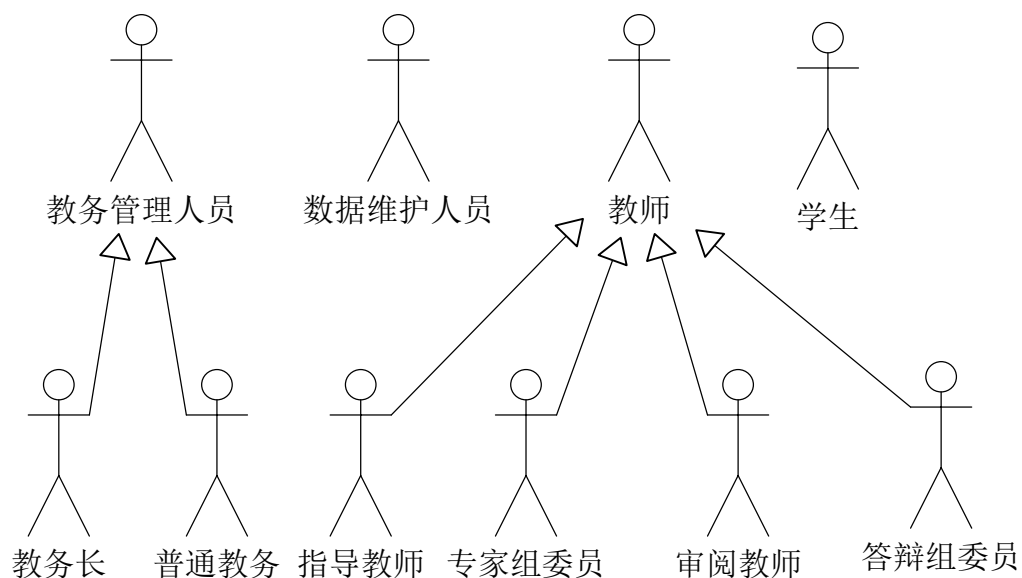 教务管理人员
数据维护人员
教师
学生
教务长
普通教务
指导教师
专家组委员
审阅教师
答辩组委员